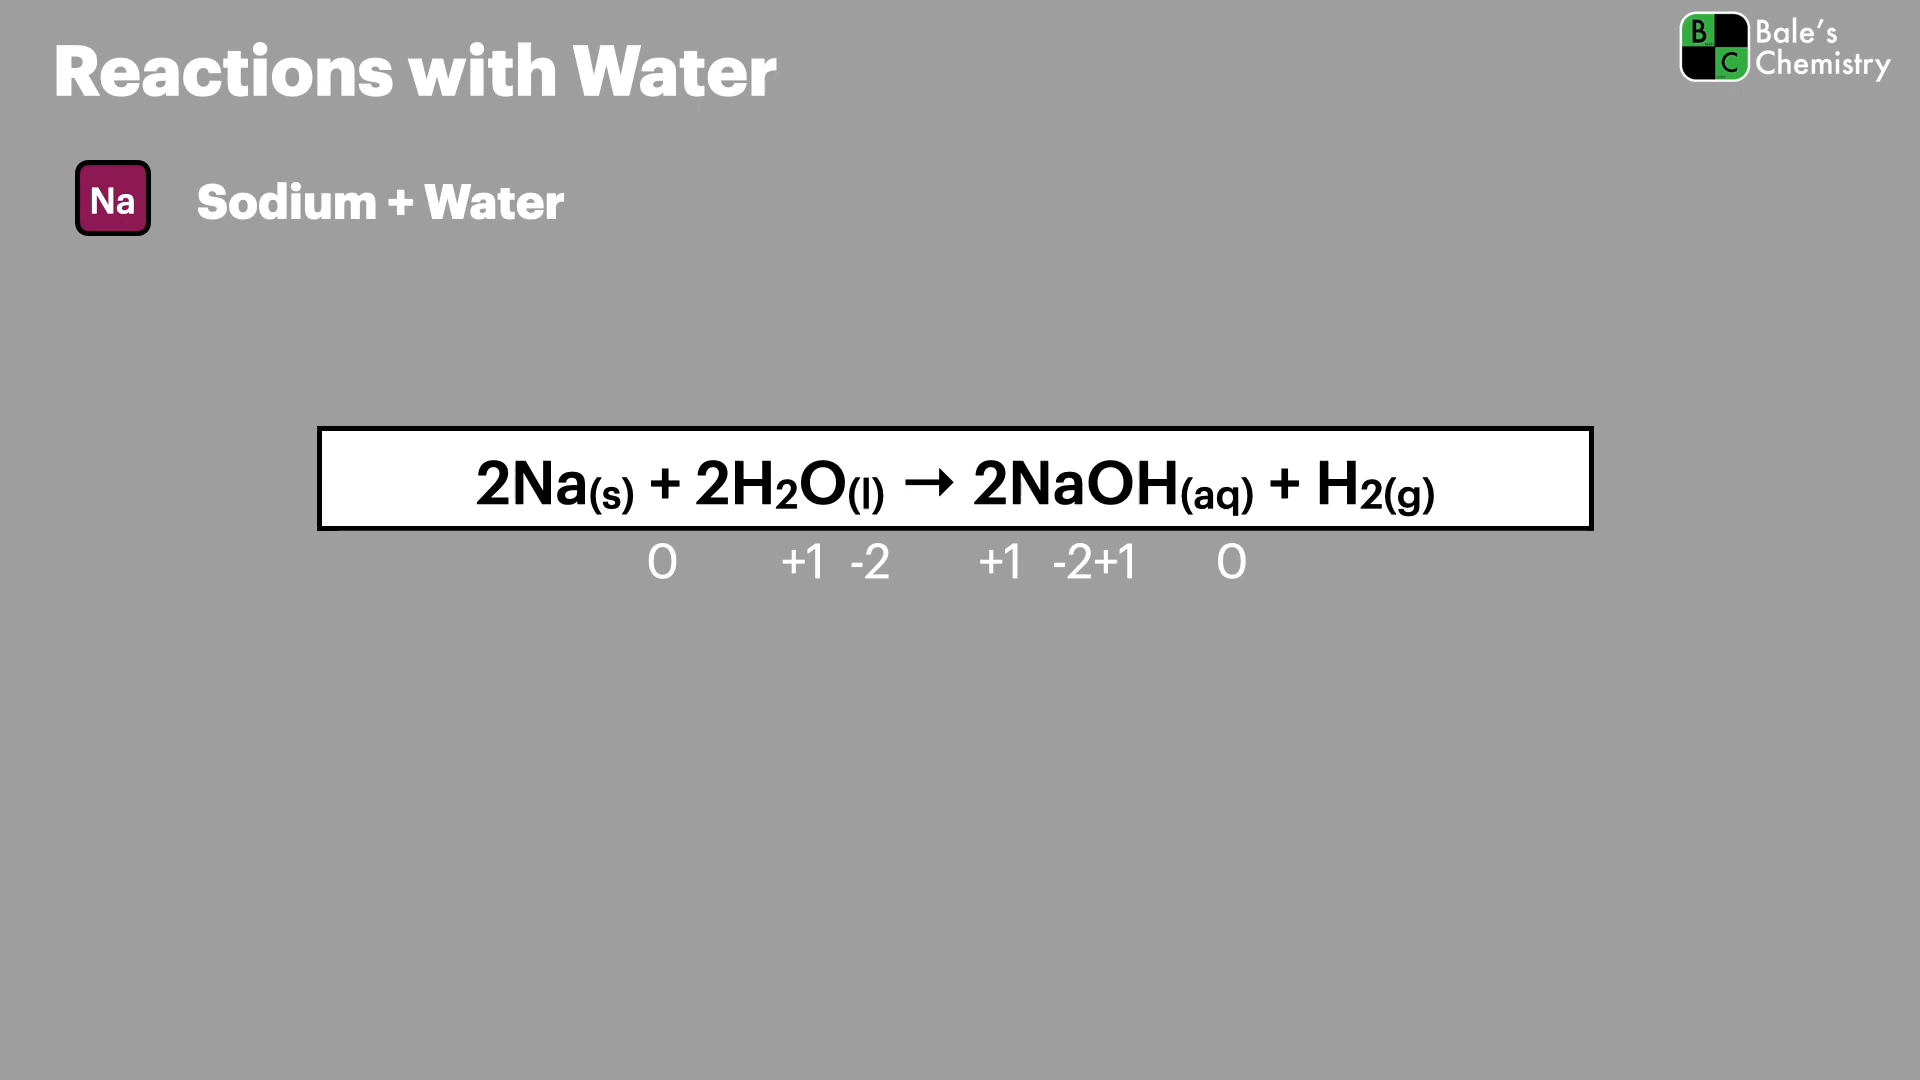 Reactions with Water
B C
Bale's
Chemistry
Na
Sodium + Water
2Na(s) + 2H2O(l) → 2NaOH(aq) + H2(g)
0 +1 -2 +1 -2+1 0